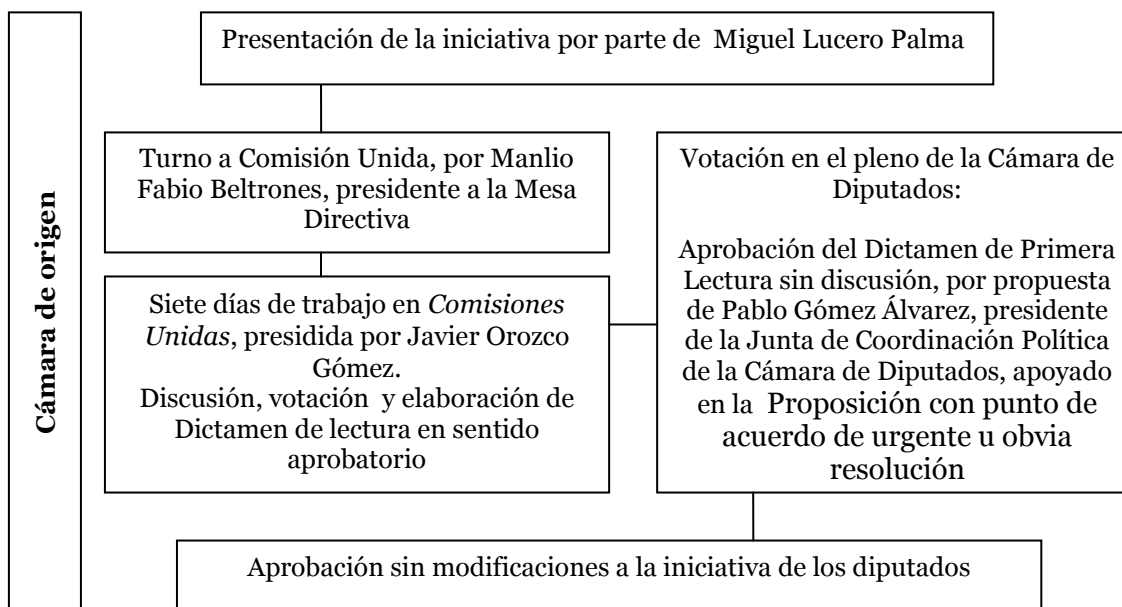 Cámara de origen
Presentación de la iniciativa por parte de Miguel Lucero Palma
Turno a Comisión Unida, por Manlio
Fabio Beltrones, presidente a la Mesa
Directiva
Siete días de trabajo en Comisiones
Unidas, presidida por Javier Orozco
Gómez.
Discusión, votación y elaboración de
Dictamen de lectura en sentido
aprobatorio
Votación en el pleno de la Cámara de
Diputados:
Aprobación del Dictamen de Primera
Lectura sin discusión, por propuesta
de Pablo Gómez Álvarez, presidente
de la Junta de Coordinación Política
de la Cámara de Diputados, apoyado
en la Proposición con punto de
acuerdo de urgente u obvia
resolución
Aprobación sin modificaciones a la iniciativa de los diputados